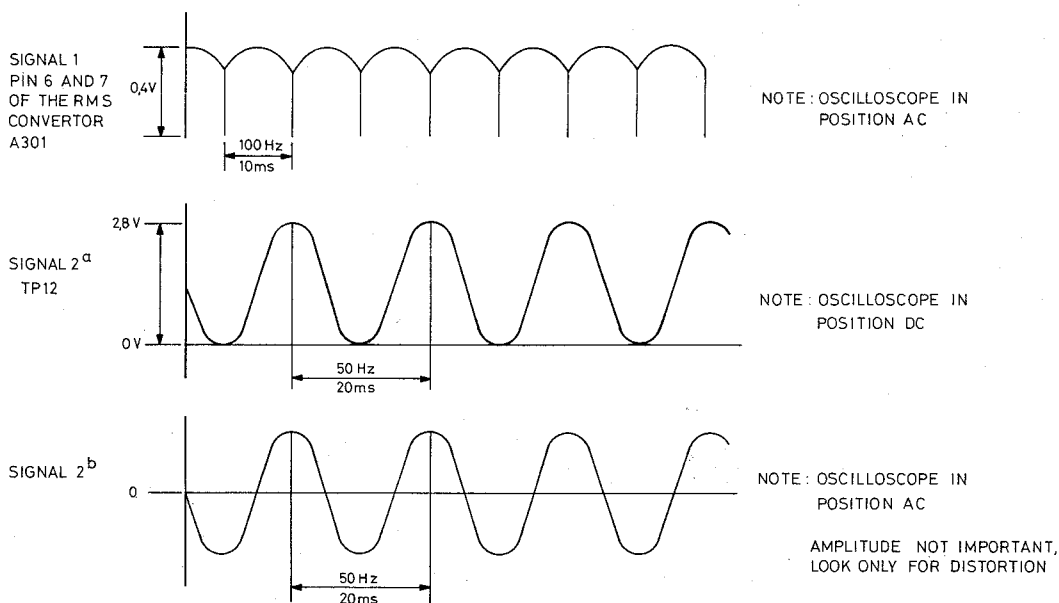 SIGNAL 1
PIN 6 AND 7
OF THE RMS
CONVERTOR
A301
0,4V
100 Hz
10ms
NOTE: OSCILLOSCOPE IN
POSITION AC
2,8 V
SIGNAL 2a
TP12
0V
50 Hz
20ms
NOTE: OSCILLOSCOPE IN
POSITION DC
SIGNAL 2b
0
50 Hz
20ms
NOTE: OSCILLOSCOPE IN
POSITION AC
AMPLITUDE NOT IMPORTANT,
LOOK ONLY FOR DISTORTION